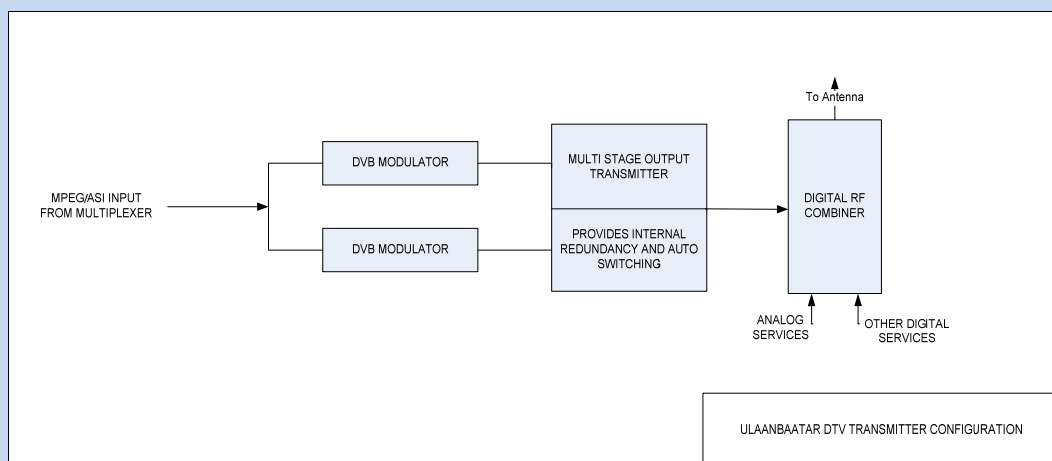 To Antenna
DVB MODULATOR
MULTI STAGE OUTPUT
TRANSMITTER
MPEG/ASI INPUT
FROM MULTIPLEXER
DIGITAL RF
COMBINER
DVB MODULATOR
PROVIDES INTERNAL
REDUNDANCY AND AUTO
SWITCHING
ANALOG
SERVICES
OTHER DIGITAL
SERVICES
ULAANBAATAR DTV TRANSMITTER CONFIGURATION